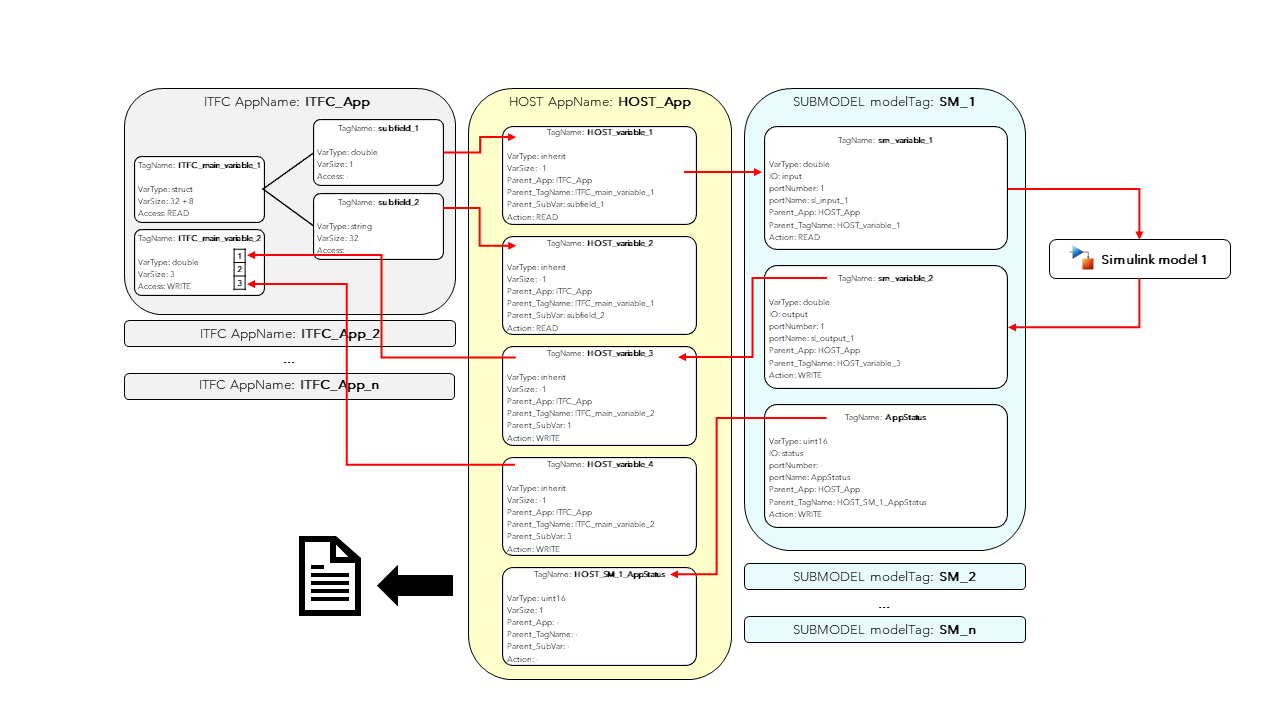 ITFC AppName: ITFC_App
TagName: subfield_1
VarType: double
VarSize: 1
Access: -
TagName: ITFC_main_variable_1
VarType: struct
VarSize: 32 + 8
Access: READ
TagName: subfield_2
VarType: string
VarSize: 32
Access: -
TagName: ITFC_main_variable_2
VarType: double
VarSize: 3
Access: WRITE
1
2
3
ITFC AppName: ITFC_App_2
...
ITFC AppName: ITFC_App_n
HOST AppName: HOST_App
TagName: HOST_variable_1
VarType: inherit
VarSize: -1
Parent_App: ITFC_App
Parent_TagName: ITFC_main_variable_1
Parent_SubVar: subfield_1
Action: READ
TagName: HOST_variable_2
VarType: inherit
VarSize: -1
Parent_App: ITFC_App
Parent_TagName: ITFC_main_variable_1
Parent_SubVar: subfield_2
Action: READ
TagName: HOST_variable_3
VarType: inherit
VarSize: -1
Parent_App: ITFC_App
Parent_TagName: ITFC_main_variable_2
Parent_SubVar: 1
Action: WRITE
TagName: HOST_variable_4
VarType: inherit
VarSize: -1
Parent_App: ITFC_App
Parent_TagName: ITFC_main_variable_2
Parent_SubVar: 3
Action: WRITE
TagName: HOST_SM_1_AppStatus
VarType: uint16
VarSize: 1
Parent_App: -
Parent_TagName: -
Parent_SubVar: -
Action: -
SUBMODEL modelTag: SM_1
TagName: sm_variable_1
VarType: double
IO: input
portNumber: 1
portName: sl_input_1
Parent_App: HOST_App
Parent_TagName: HOST_variable_1
Action: READ
TagName: sm_variable_2
VarType: double
IO: output
portNumber: 1
portName: sl_output_1
Parent_App: HOST_App
Parent_TagName: HOST_variable_3
Action: WRITE
TagName: AppStatus
VarType: uint16
IO: status
portNumber: -
portName: AppStatus
Parent_App: HOST_App
Parent_TagName: HOST_SM_1_AppStatus
Action: WRITE
SUBMODEL modelTag: SM_2
...
SUBMODEL modelTag: SM_n
Simulink model 1